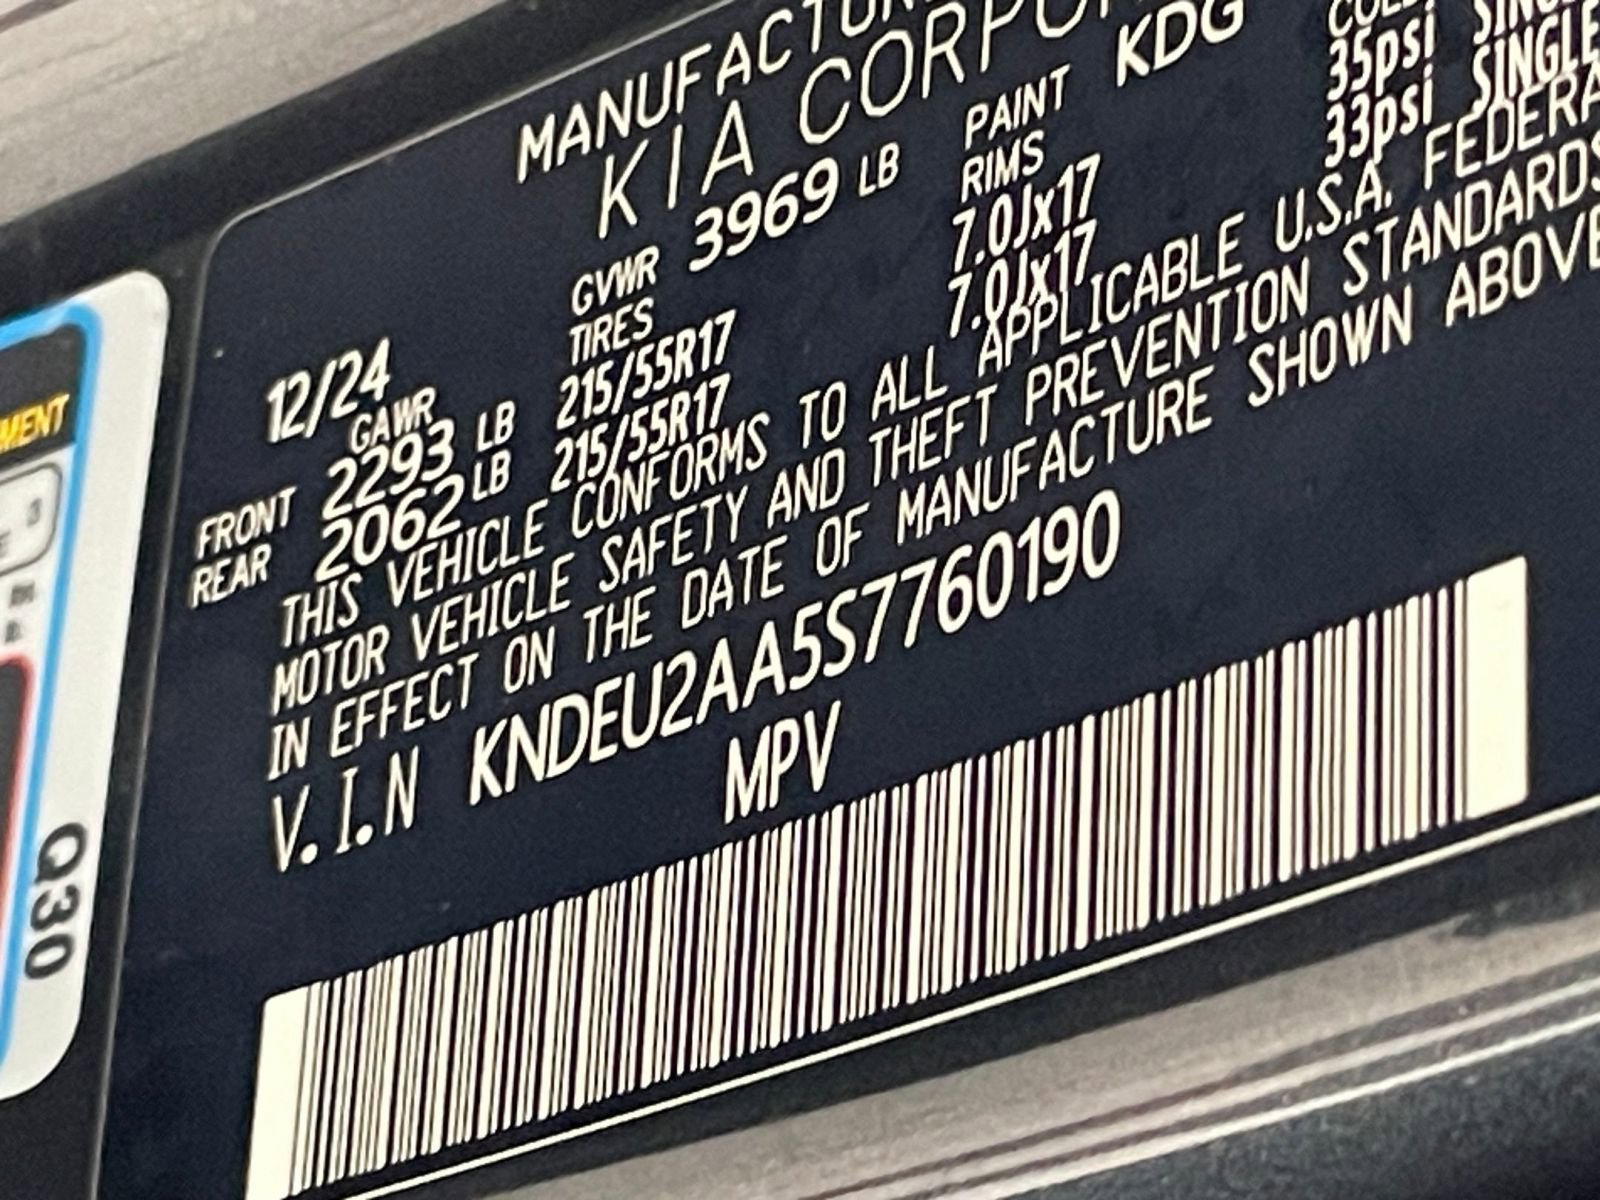 MANUFACTUR
KIA CORPO
GVWR 3969 LB PAINT KDG
TIRES RIMS
12/24
GAWR
FRONT 2293 LB 215/55R17 7.0Jx17 35psi SINGLE
REAR 2062 LB 215/55R17 7.0Jx17 33psi SINGLE
THIS VEHICLE CONFORMS TO ALL APPLICABLE U.S.A. FEDERA
MOTOR VEHICLE SAFETY AND THEFT PREVENTION STANDARDS
IN EFFECT ON THE DATE OF MANUFACTURE SHOWN ABOVE
V.I.N KNDEU2AA5S7760190
MPV
MENT
Q30